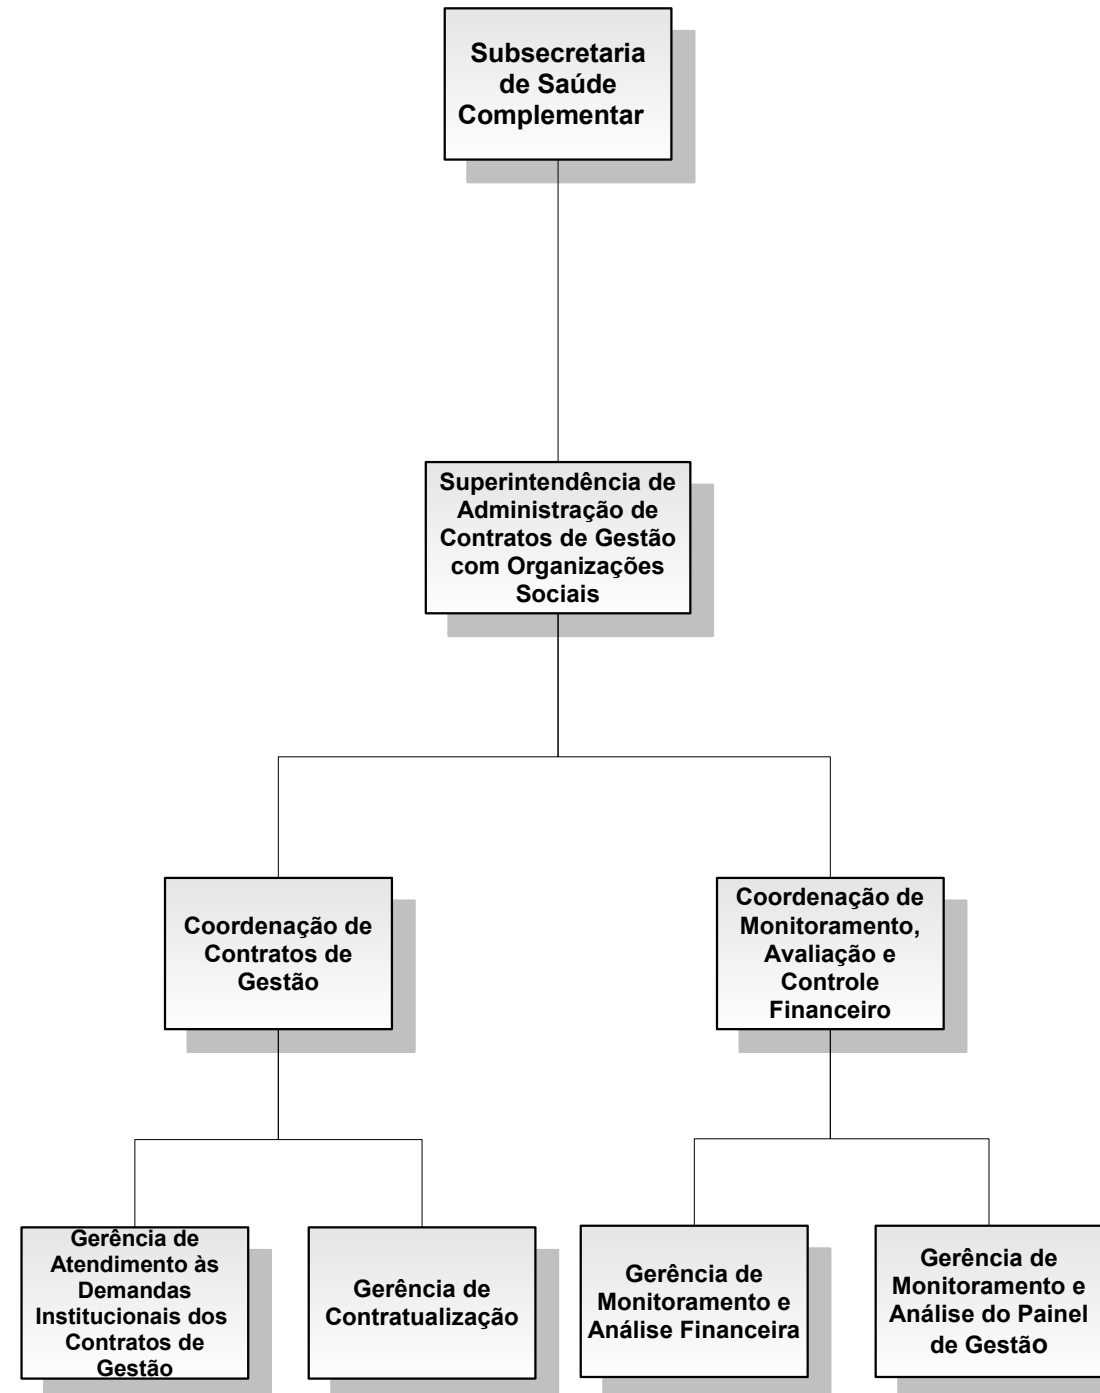 Subsecretaria
de Saúde
Complementar
Superintendência de
Administração de
Contratos de Gestão
com Organizações
Sociais
Coordenação de
Contratos de
Gestão
Coordenação de
Monitoramento,
Avaliação e
Controle
Financeiro
Gerência de
Atendimento às
Demandas
Institucionais dos
Contratos de
Gestão
Gerência de
Contratualização
Gerência de
Monitoramento e
Análise Financeira
Gerência de
Monitoramento e
Análise do Painel
de Gestão